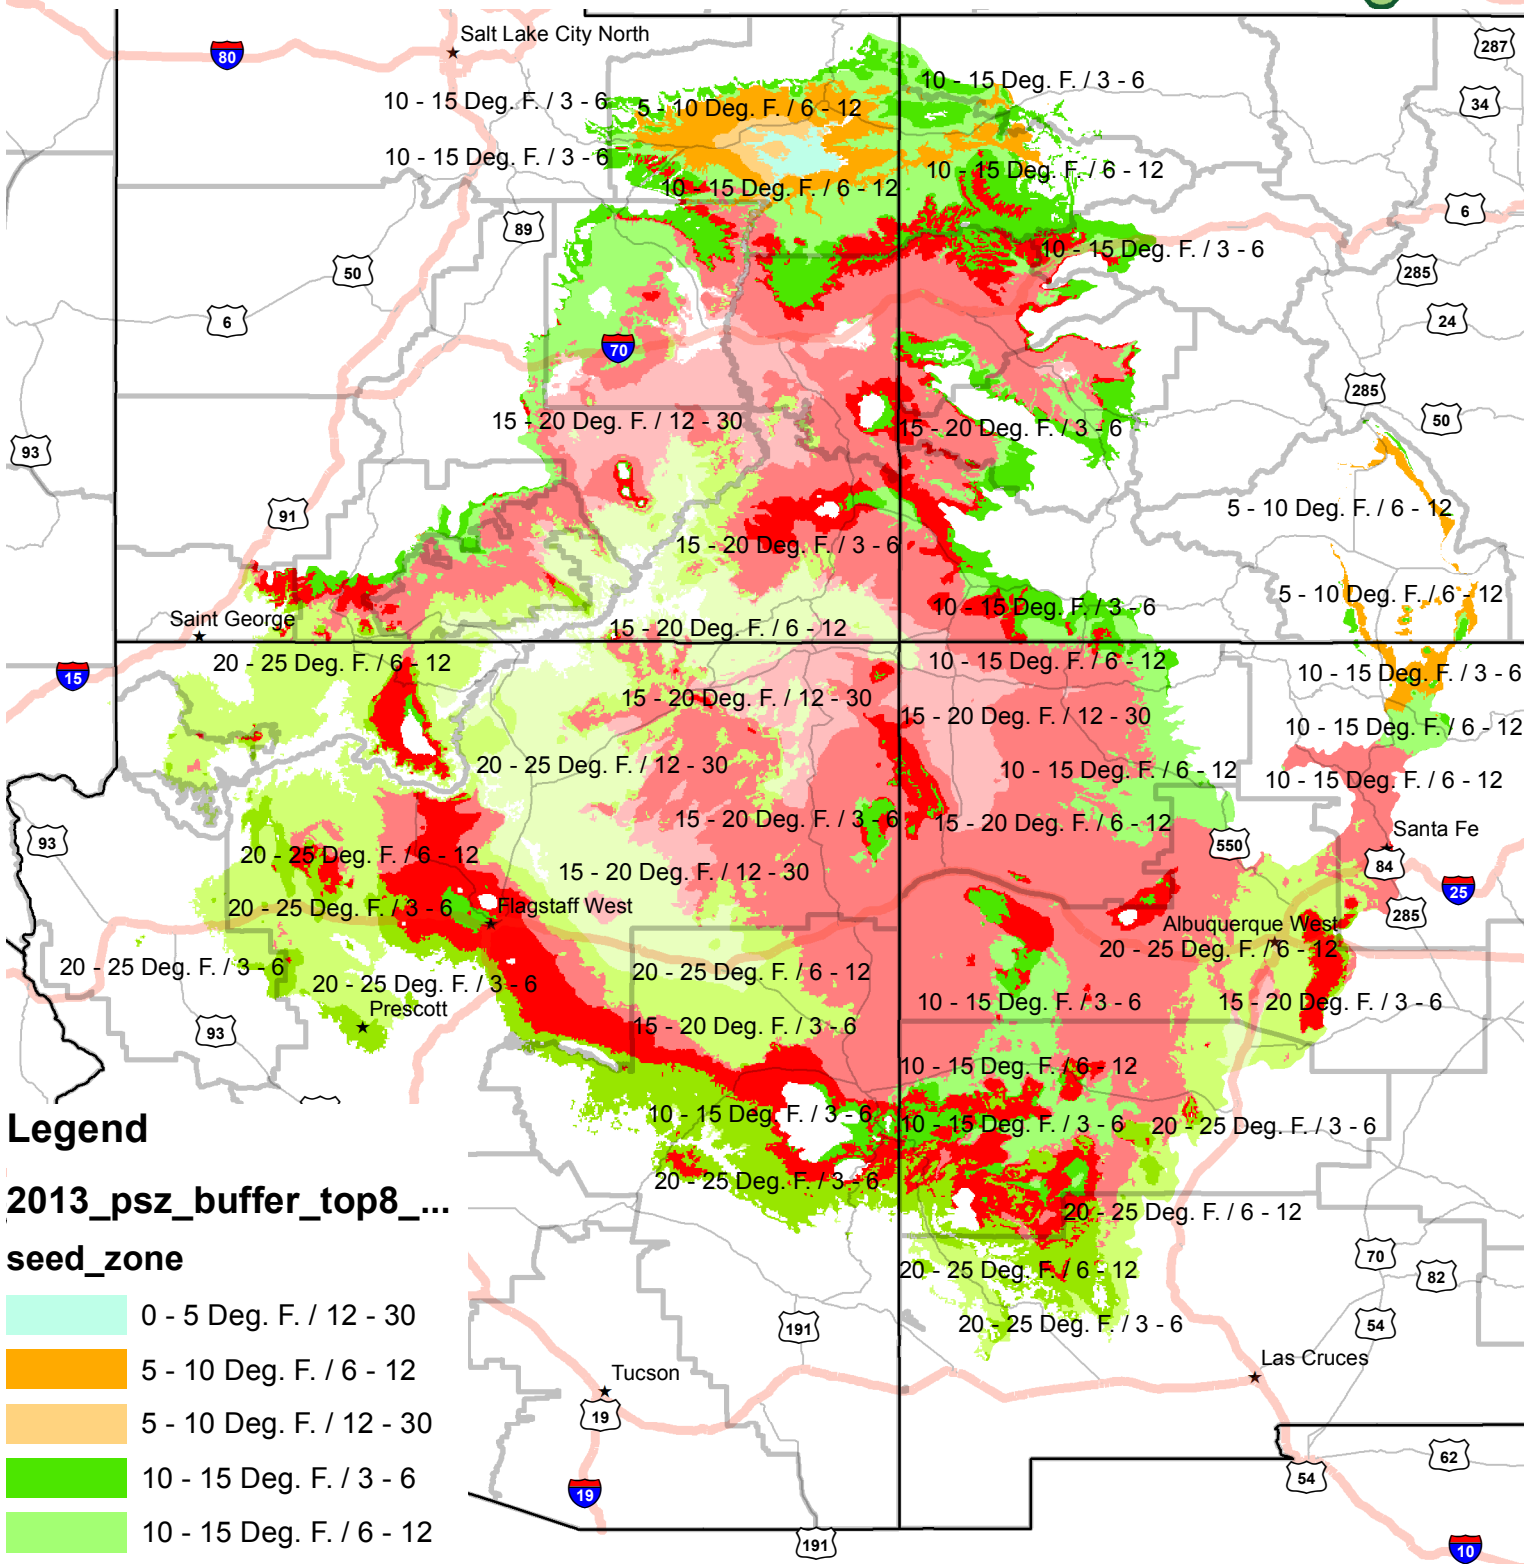 Salt Lake City North
80
287
10 - 15 Deg. F. / 3 - 6
10 - 15 Deg. F. / 3 - 6
5 - 10 Deg. F. / 6 - 12
34
10 - 15 Deg. F. / 3 - 6
10 - 15 Deg. F. / 6 - 12
10 - 15 Deg. F. / 6 - 12
6
89
10 - 15 Deg. F. / 3 - 6
50
285
6
24
70
285
15 - 20 Deg. F. / 12 - 30
15 - 20 Deg. F. / 3 - 6
50
93
91
5 - 10 Deg. F. / 6 - 12
15 - 20 Deg. F. / 3 - 6
5 - 10 Deg. F. / 6 - 12
10 - 15 Deg. F. / 3 - 6
Saint George
15 - 20 Deg. F. / 6 - 12
20 - 25 Deg. F. / 6 - 12
10 - 15 Deg. F. / 6 - 12
15
10 - 15 Deg. F. / 3 - 6
15 - 20 Deg. F. / 12 - 30
15 - 20 Deg. F. / 12 - 30
10 - 15 Deg. F. / 6 - 12
20 - 25 Deg. F. / 12 - 30
10 - 15 Deg. F. / 6 - 12
10 - 15 Deg. F. / 6 - 12
15 - 20 Deg. F. / 3 - 6
15 - 20 Deg. F. / 6 - 12
Santa Fe
93
550
84
20 - 25 Deg. F. / 6 - 12
15 - 20 Deg. F. / 12 - 30
25
20 - 25 Deg. F. / 3 - 6
Flagstaff West
285
Albuquerque West
20 - 25 Deg. F. / 6 - 12
20 - 25 Deg. F. / 3 - 6
20 - 25 Deg. F. / 3 - 6
20 - 25 Deg. F. / 6 - 12
Prescott
10 - 15 Deg. F. / 3 - 6
15 - 20 Deg. F. / 3 - 6
93
15 - 20 Deg. F. / 3 - 6
10 - 15 Deg. F. / 6 - 12
10 - 15 Deg. F. / 3 - 6
10 - 15 Deg. F. / 3 - 6
20 - 25 Deg. F. / 3 - 6
20 - 25 Deg. F. / 3 - 6
20 - 25 Deg. F. / 6 - 12
70
20 - 25 Deg. F. / 6 - 12
82
20 - 25 Deg. F. / 3 - 6
191
54
Tucson
Las Cruces
19
62
54
19
191
10
Legend
2013_psz_buffer_top8_...
seed_zone
0 - 5 Deg. F. / 12 - 30
5 - 10 Deg. F. / 6 - 12
5 - 10 Deg. F. / 12 - 30
10 - 15 Deg. F. / 3 - 6
10 - 15 Deg. F. / 6 - 12